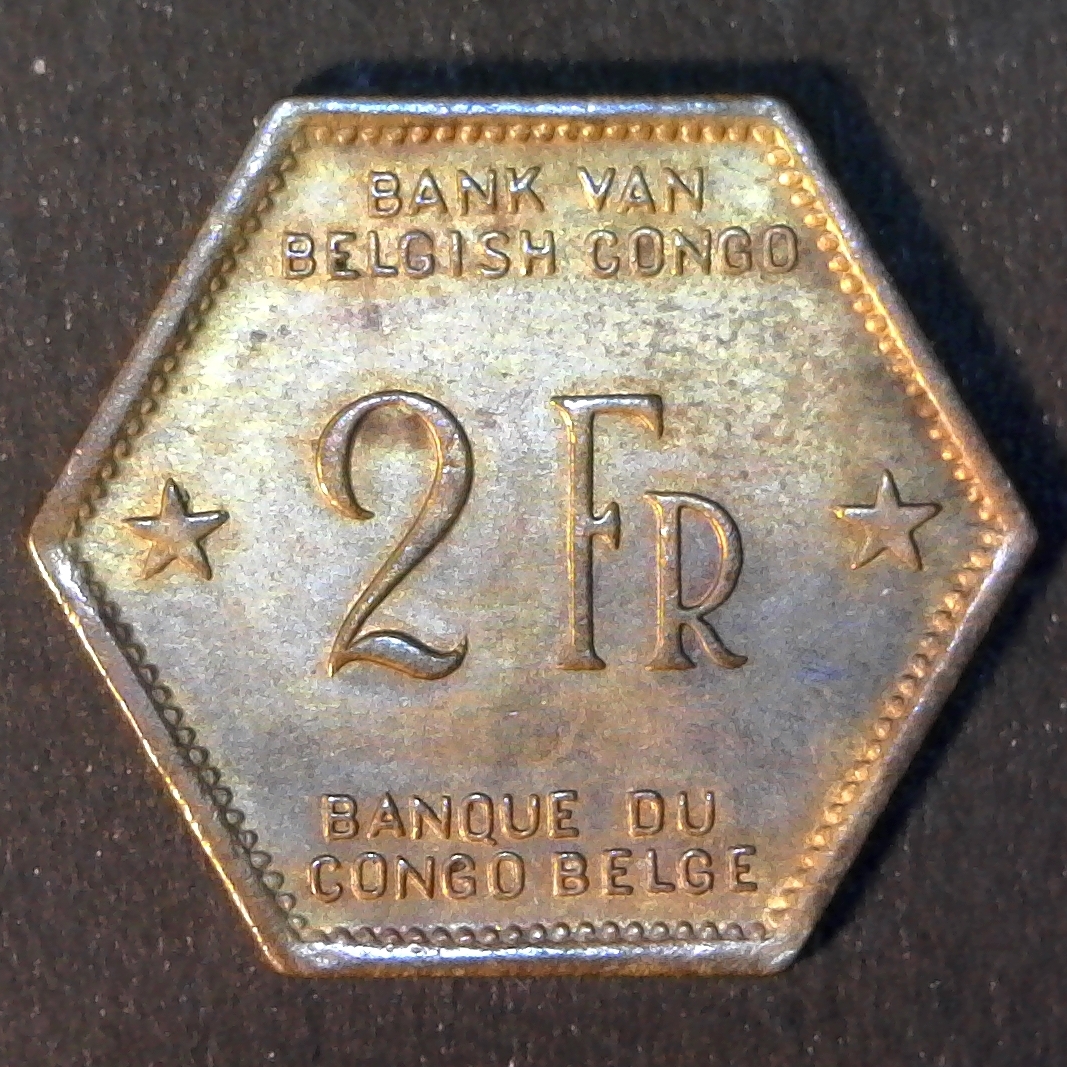 BANK VAN
BELGISH CONGO
2 FR
BANQUE DU
CONGO BELGE